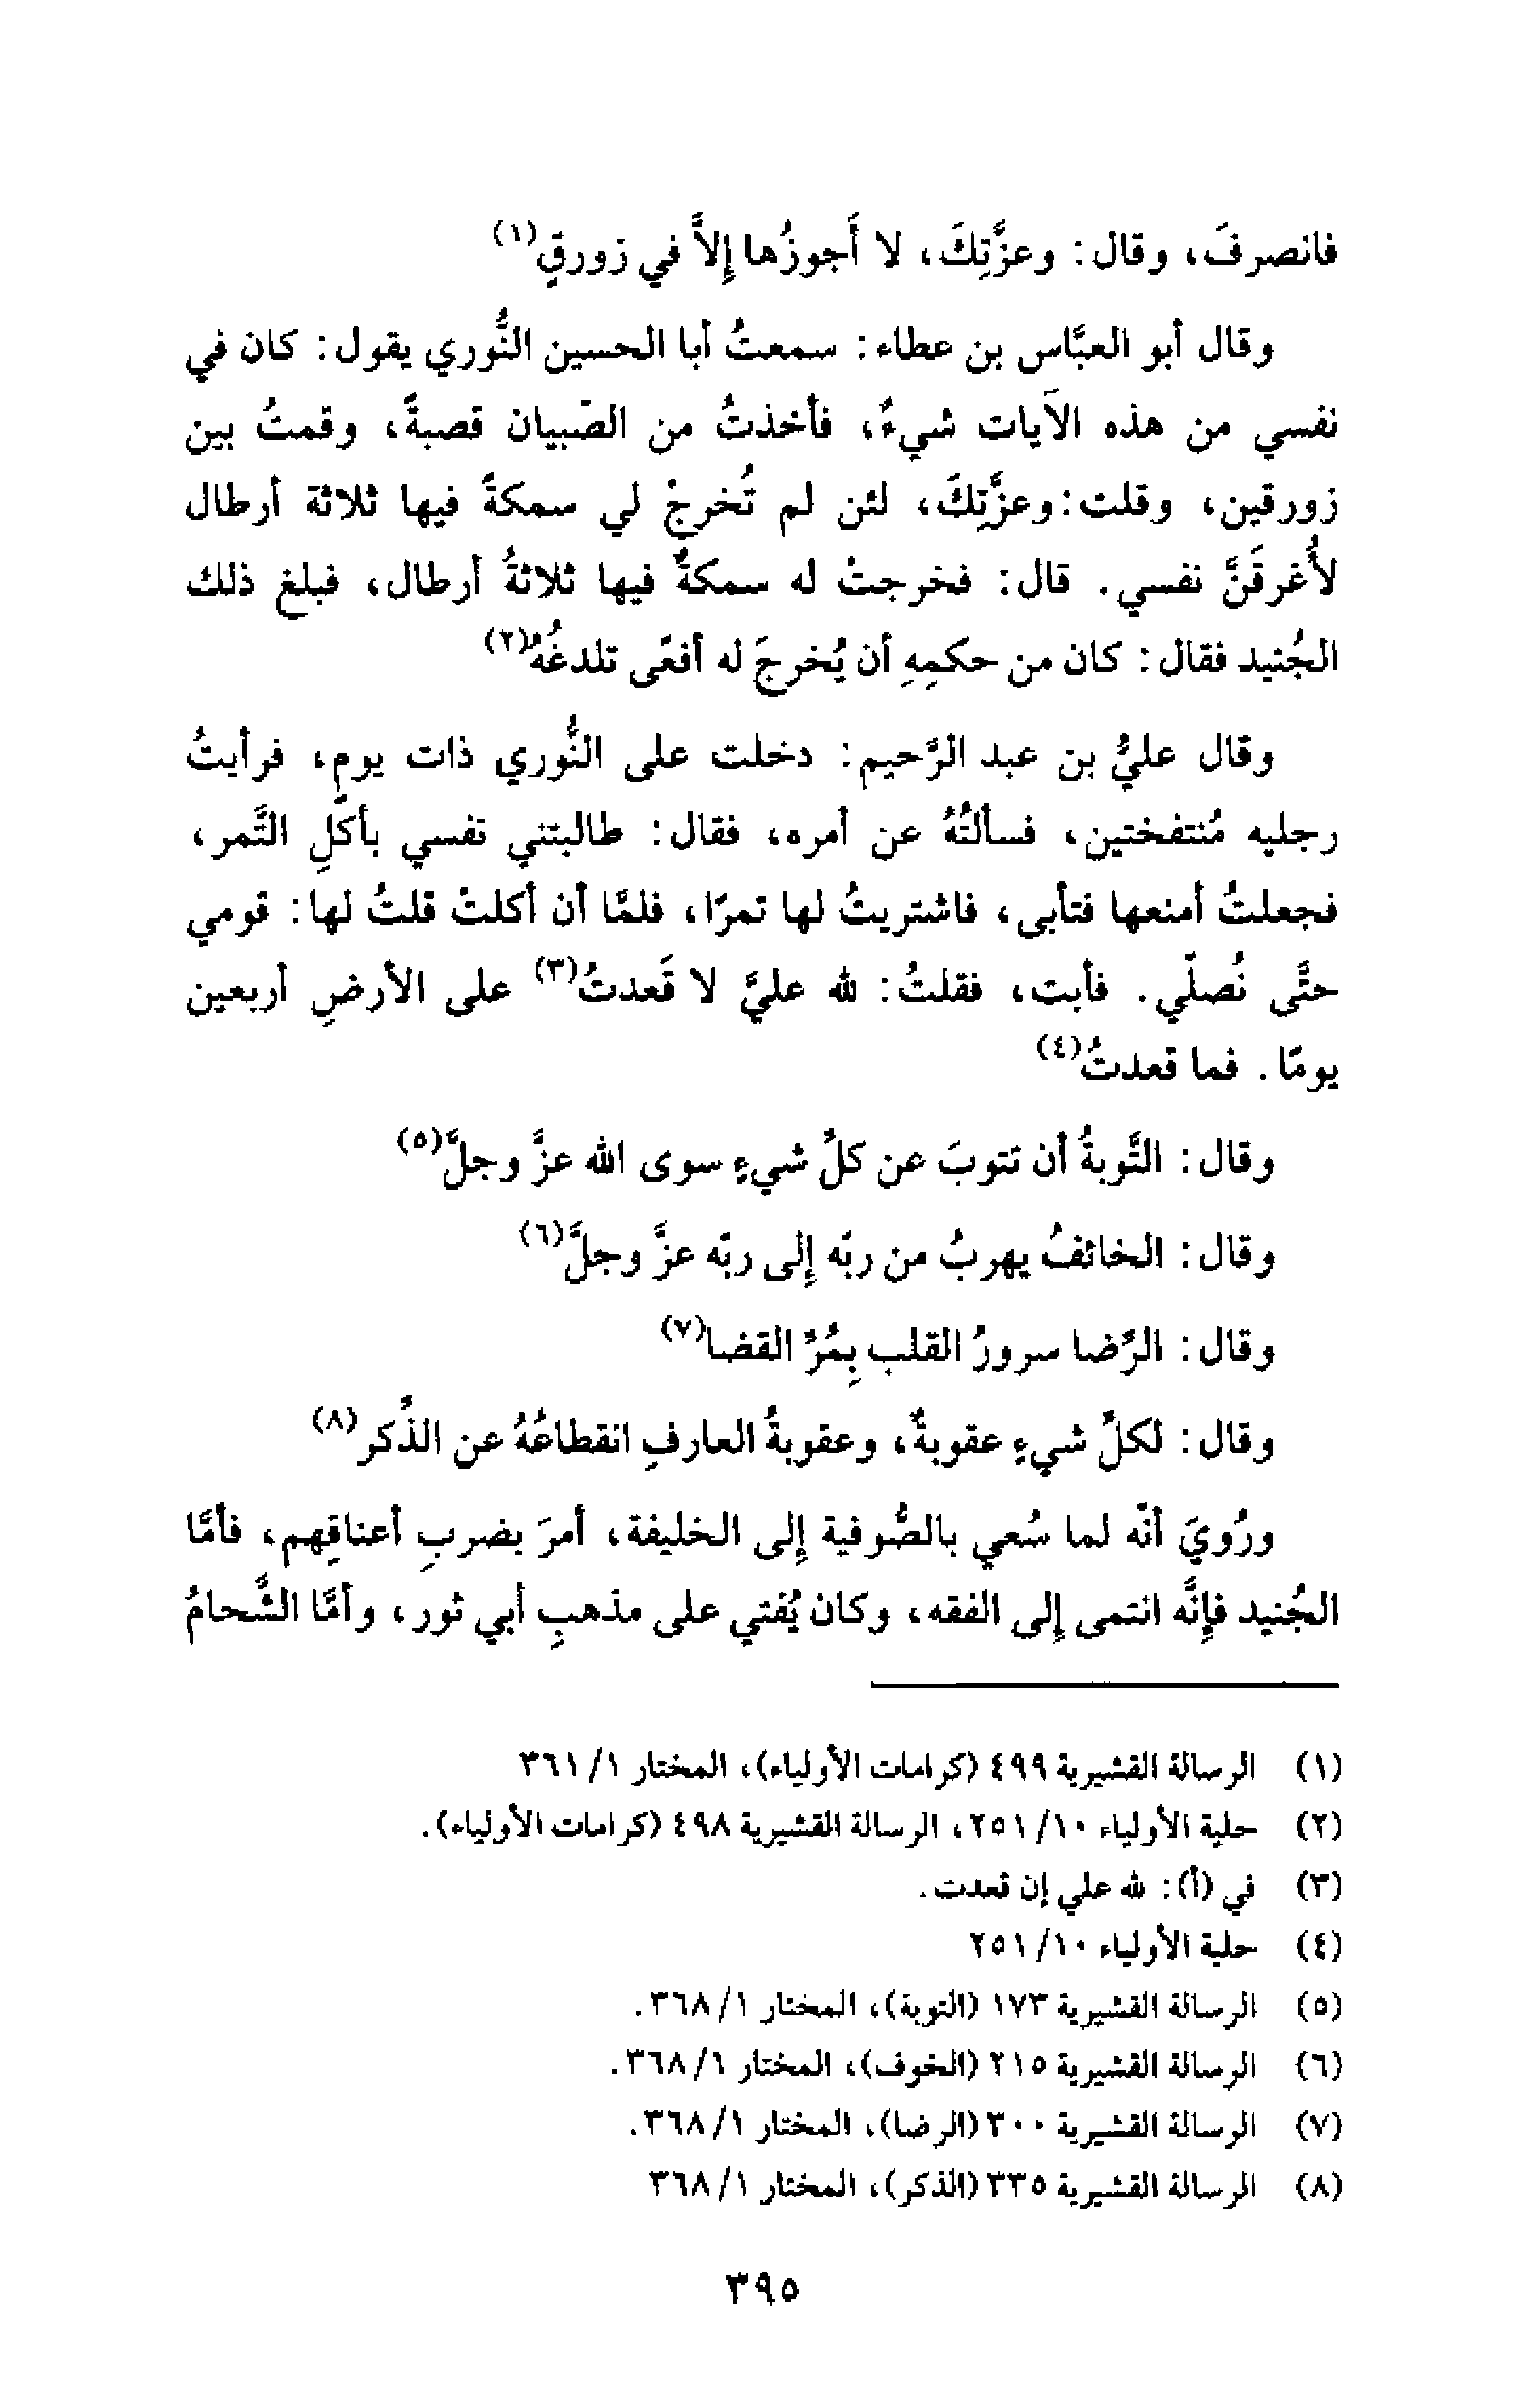 فانصرفَ، وقال: وعزَّتِكَ، لا أَجوزُها إلاَّ في زورقٍ(١)
وقال أبو العبَّاس بن عطاء: سمعتُ أبا الحسين النُّوري يقول: كان في
نفسي من هذه الآيات شيءٌ، فأخذتُ من الصّبيان قصبةً، وقمتُ بين
زورقين، وقلت: وعزَّتِكَ، لئن لم تُخرجْ لي سمكةً فيها ثلاثة أرطال
لأُغرقَنَّ نفسي. قال: فخرجتْ له سمكةٌ فيها ثلاثةُ أرطال، فبلغ ذلك
الجُنيد فقال: كان من حكمِهِ أن يُخرجَ له أفعًى تلدغُهُ(٢)
وقال عليُّ بن عبد الرَّحيم: دخلت على النُّوري ذات يومٍ، فرأيتُ
رجليه مُنتفختين، فسألتُهُ عن أمره، فقال: طالبتني نفسي بأكلِ التَّمر،
فجعلتُ أمنعها فتأبى، فاشتريتُ لها تمرًا، فلمَّا أن أكلتْ قلتُ لها: قومي
حتَّى نُصلّي. فأبت، فقلتُ: لله عليَّ لا قَعدتُ(٣) على الأرضِ أربعين
يومًا. فما قعدتُ(٤)
وقال: التَّوبةُ أن تتوبَ عن كلِّ شيءٍ سوى الله عزَّ وجلَّ(٥)
وقال: الخائفُ يهربُ من ربّه إلى ربّه عزَّ وجلَّ(٦)
وقال: الرِّضا سرورُ القلب بِمُرِّ القضا(٧)
وقال: لكلِّ شيءٍ عقوبةٌ، وعقوبةُ العارفِ انقطاعُهُ عن الذِّكر(٨)
ورُويَ أنّه لما سُعي بالصُّوفية إلى الخليفة، أمرَ بضربِ أعناقِهم، فأمَّا
الجُنيد فإنَّه انتمى إلى الفقه، وكان يُفتي على مذهبِ أبي ثور، وأمَّا الشَّحامُ
(١) الرسالة القشيرية ٤٩٩ (كرامات الأولياء)، المختار ١/ ٣٦١
(٢) حلية الأولياء ١٠/ ٢٥١، الرسالة القشيرية ٤٩٨ (كرامات الأولياء).
(٣) في (أ): لله علي إن قعدت.
(٤) حلية الأولياء ١٠/ ٢٥١
(٥) الرسالة القشيرية ١٧٣ (التوبة)، المختار ١/ ٣٦٨.
(٦) الرسالة القشيرية ٢١٥ (الخوف)، المختار ١/ ٣٦٨.
(٧) الرسالة القشيرية ٣٠٠ (الرضا)، المختار ١/ ٣٦٨.
(٨) الرسالة القشيرية ٣٣٥ (الذكر)، المختار ١/ ٣٦٨
٣٩٥